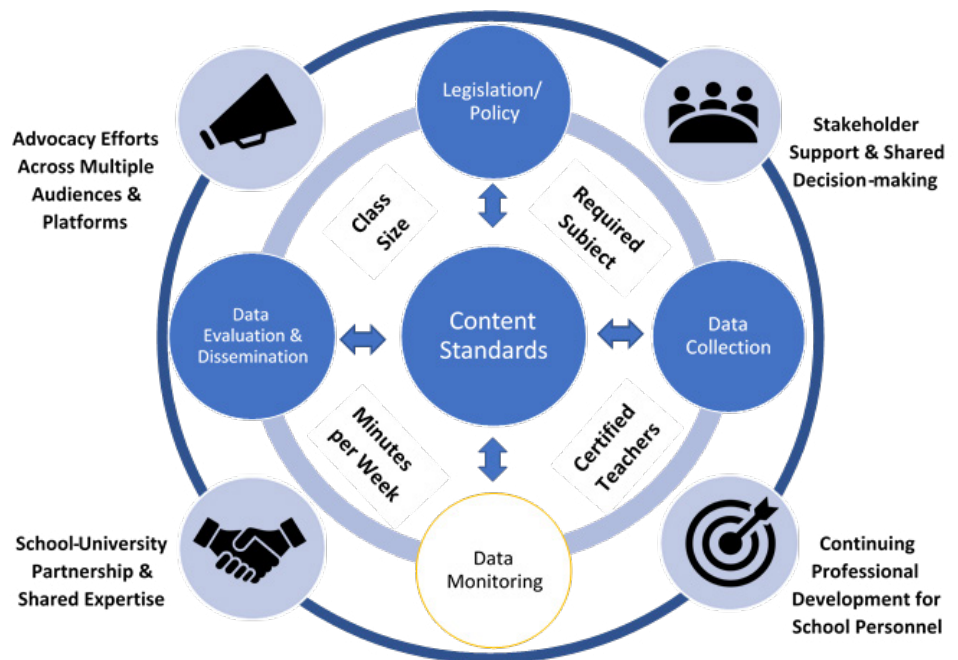 Legislation/
Policy
Advocacy Efforts
Across Multiple
Audiences &
Platforms
Stakeholder
Support & Shared
Decision-making
Class
Size
Required
Subject
Data
Evaluation &
Dissemination
Content
Standards
Data
Collection
Minutes
per Week
Certified
Teachers
School-University
Partnership &
Shared Expertise
Data
Monitoring
Continuing
Professional
Development for
School Personnel